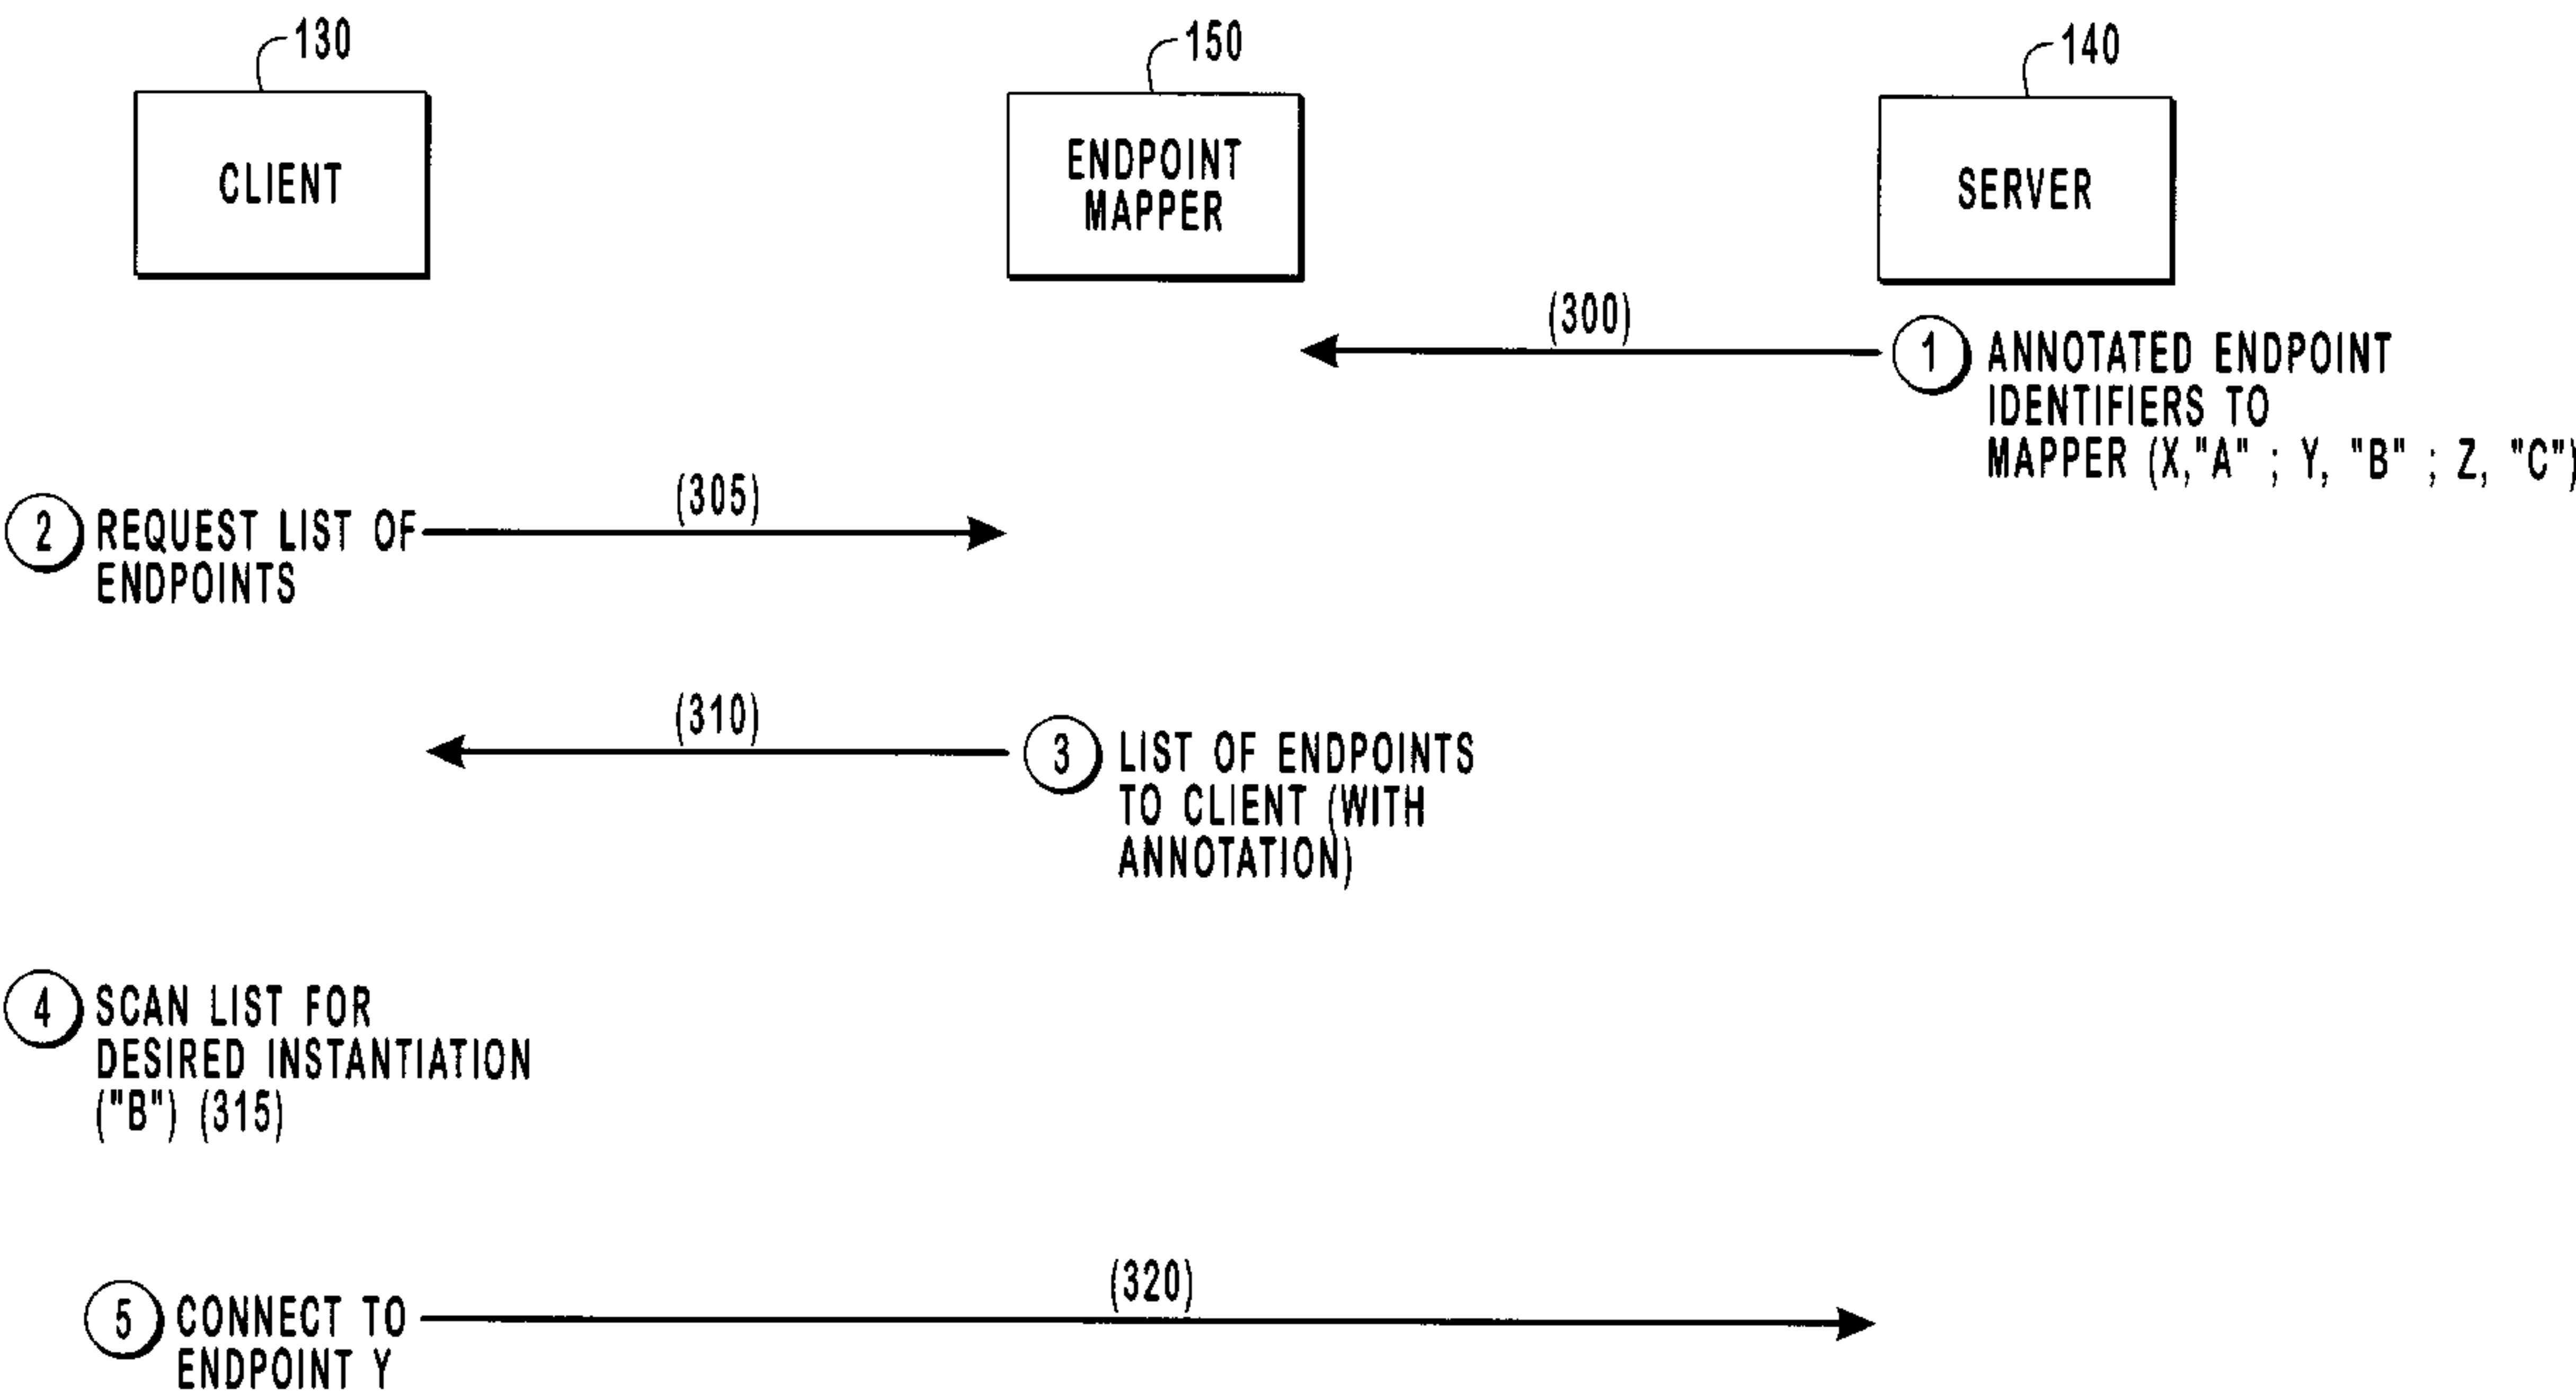 130
150
140
CLIENT
ENDPOINT
MAPPER
SERVER
(300)
1 ANNOTATED ENDPOINT
IDENTIFIERS TO
MAPPER (X,"A" ; Y, "B" ; Z, "C")
(305)
2 REQUEST LIST OF
ENDPOINTS
(310)
3 LIST OF ENDPOINTS
TO CLIENT (WITH
ANNOTATION)
4 SCAN LIST FOR
DESIRED INSTANTIATION
("B") (315)
(320)
5 CONNECT TO
ENDPOINT Y